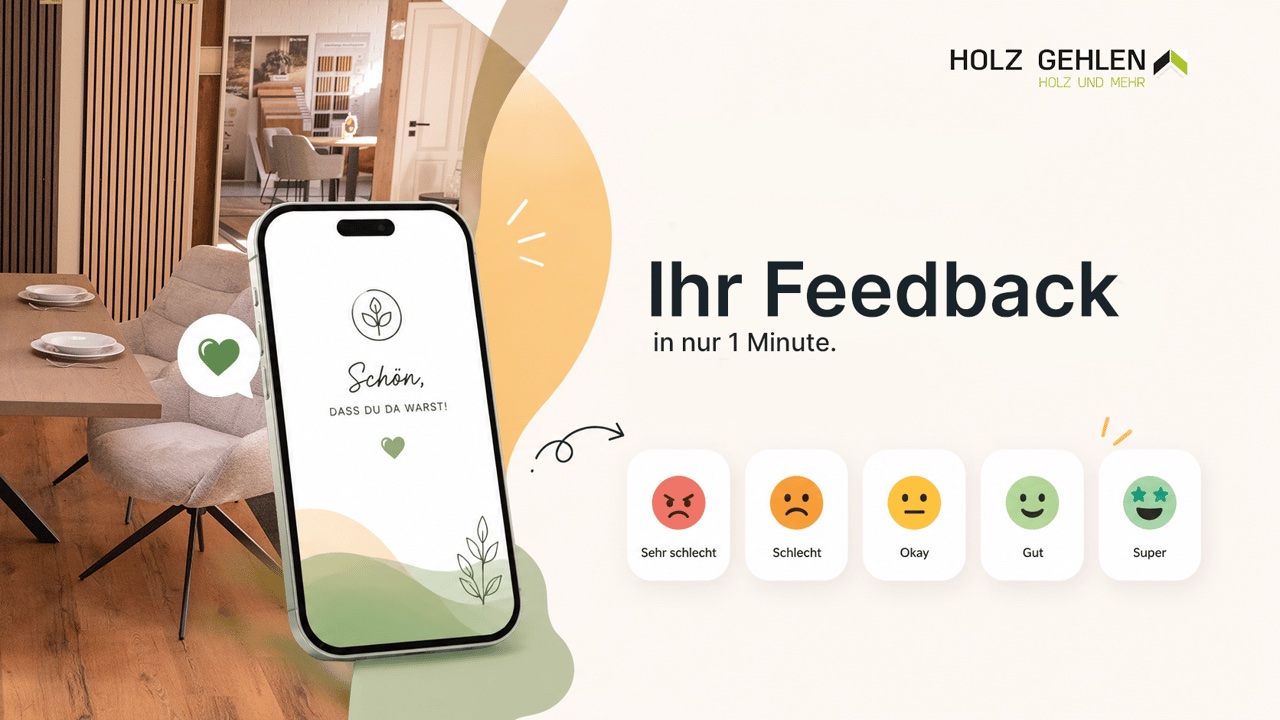 HOLZ GEHLEN
HOLZ UND MEHR
Schön,
DASS DU DA WARST!
Ihr Feedback
in nur 1 Minute.
Sehr schlecht
Schlecht
Okay
Gut
Super